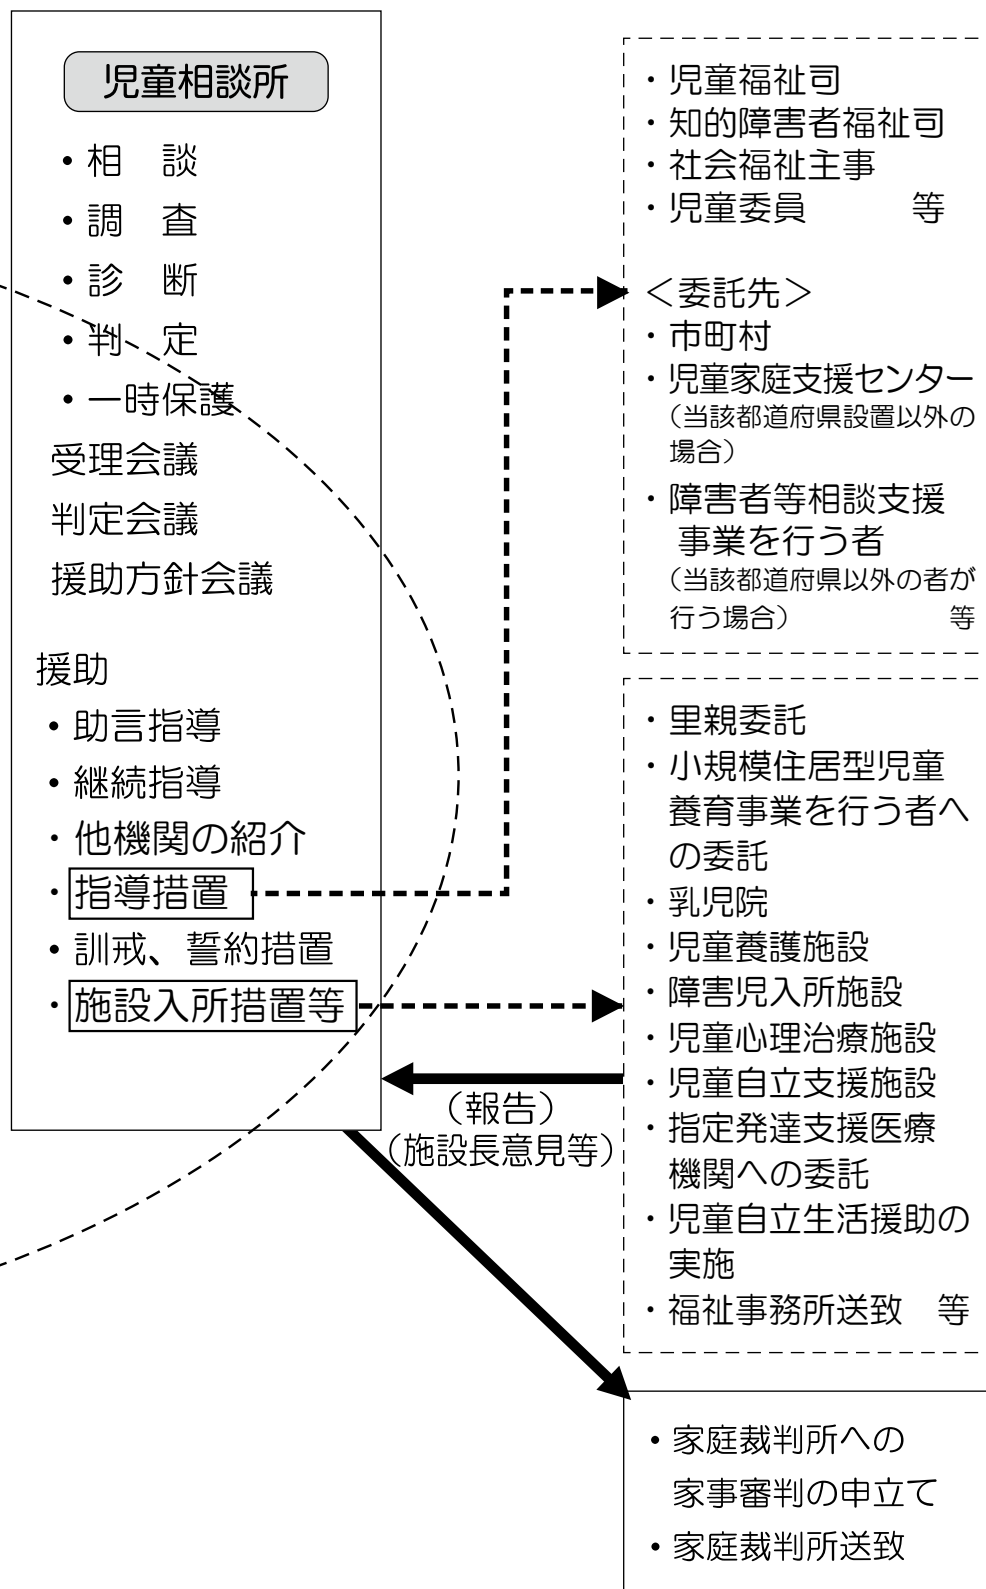 児童相談所
・相　談
・調　査
・診　断
・判　定
・一時保護
受理会議
判定会議
援助方針会議
援助
・助言指導
・継続指導
・他機関の紹介
・指導措置
・訓戒、誓約措置
・施設入所措置等
（報告）
（施設長意見等）
・児童福祉司
・知的障害者福祉司
・社会福祉主事
・児童委員　　　等
＜委託先＞
・市町村
・児童家庭支援センター
（当該都道府県設置以外の
場合）
・障害者等相談支援
事業を行う者
（当該都道府県以外の者が
行う場合）　　　等
・里親委託
・小規模住居型児童
養育事業を行う者へ
の委託
・乳児院
・児童養護施設
・障害児入所施設
・児童心理治療施設
・児童自立支援施設
・指定発達支援医療
機関への委託
・児童自立生活援助の
実施
・福祉事務所送致　等
・家庭裁判所への
家事審判の申立て
・家庭裁判所送致